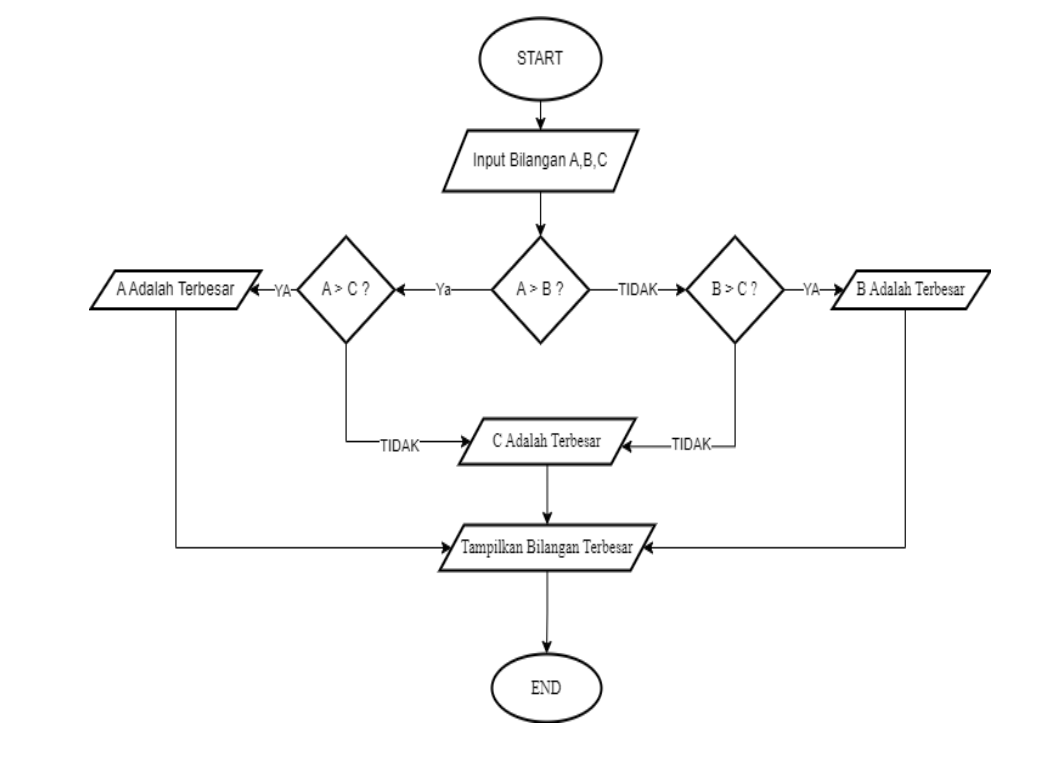 START
Input Bilangan A,B,C
A Adalah Terbesar
YA
A > C ?
Ya
A > B ?
TIDAK
B > C ?
YA
B Adalah Terbesar
TIDAK
C Adalah Terbesar
TIDAK
Tampilkan Bilangan Terbesar
END